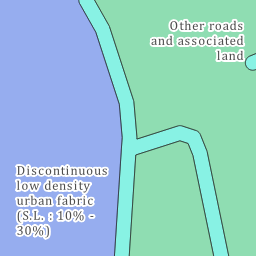 Other roads
and associated
land
Discontinuous
low density
urban fabric
(S.L. : 10% -
30%)